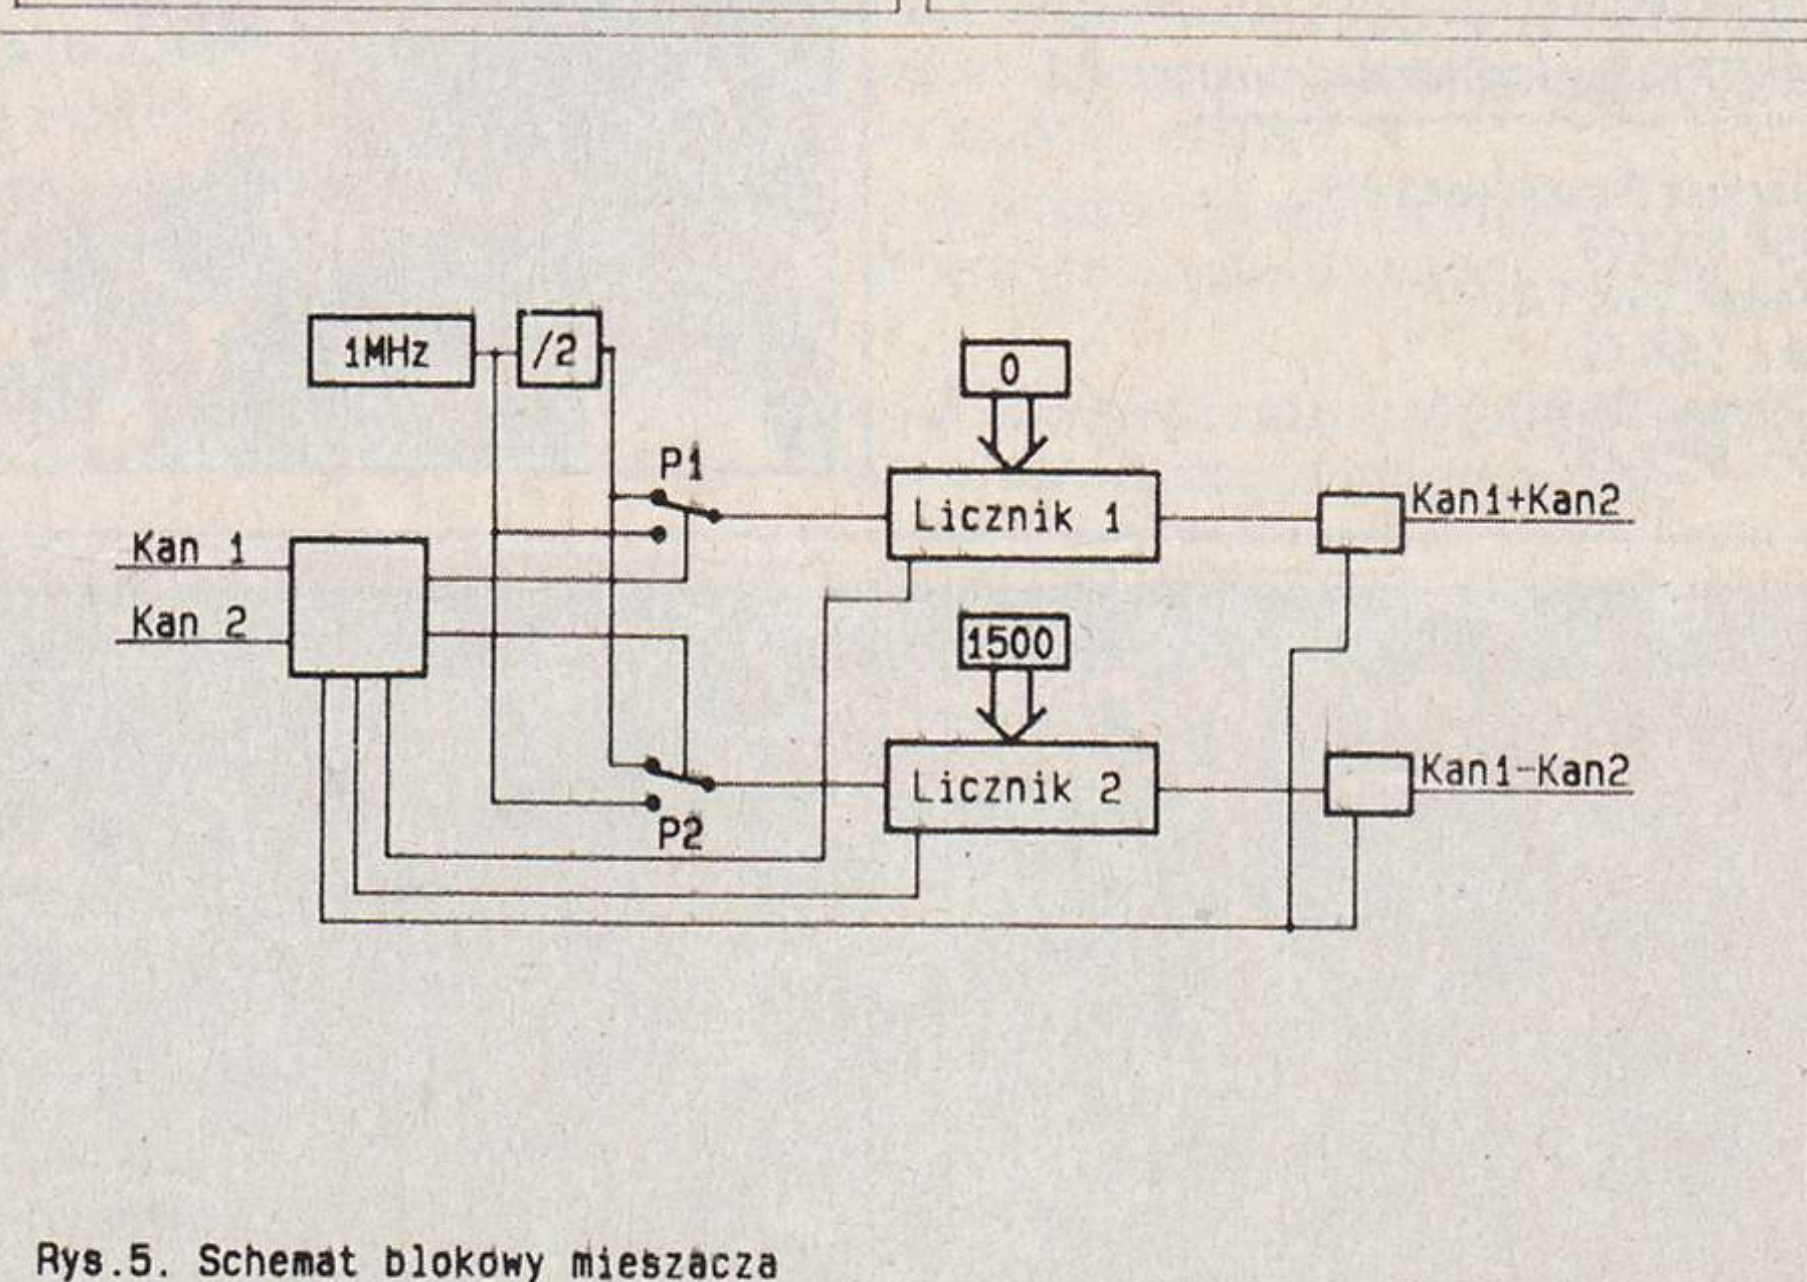 1MHz
/2
0
P1
Licznik 1
Kan1+Kan2
Kan 1
Kan 2
1500
Licznik 2
Kan1-Kan2
P2
Rys.5. Schemat blokowy mieszacza